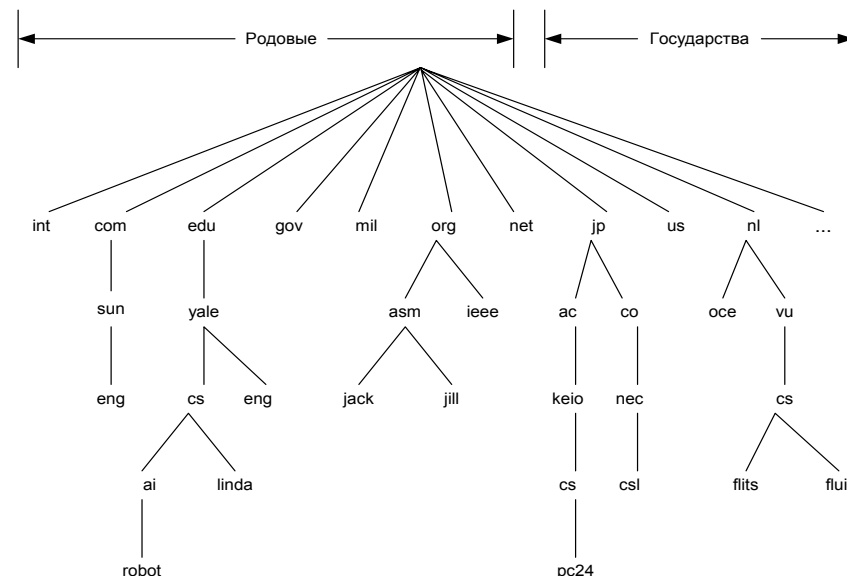 Родовые Государства
int com edu gov mil org net jp us nl ...
sun yale asm ieee ac co oce vu
eng cs eng jack jill keio nec cs
ai linda cs csl flits flui
robot pc24